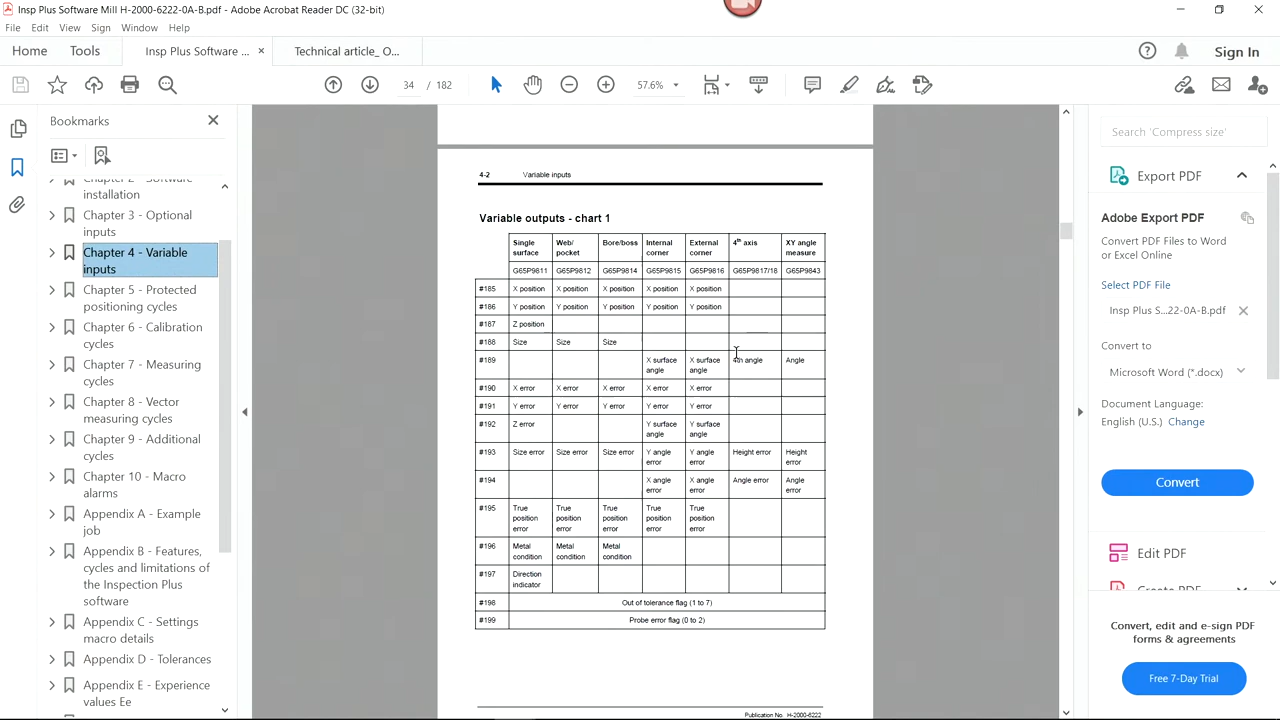 Insp Plus Software Mill H-2000-6222-0A-B.pdf - Adobe Acrobat Reader DC (32-bit)
File Edit View Sign Window Help
Home Tools Insp Plus Software ... × Technical article_ O... Sign In
34 / 182 57.6%
Bookmarks
installation
Chapter 3 - Optional
inputs
Chapter 4 - Variable
inputs
Chapter 5 - Protected
positioning cycles
Chapter 6 - Calibration
cycles
Chapter 7 - Measuring
cycles
Chapter 8 - Vector
measuring cycles
Chapter 9 - Additional
cycles
Chapter 10 - Macro
alarms
Appendix A - Example
job
Appendix B - Features,
cycles and limitations of
the Inspection Plus
software
Appendix C - Settings
macro details
Appendix D - Tolerances
Appendix E - Experience
values Ee
4-2 Variable inputs
Variable outputs - chart 1
Single surface Web/ pocket Bore/boss Internal corner External corner 4th axis XY angle measure
G65P9811 G65P9812 G65P9814 G65P9815 G65P9816 G65P9817/18 G65P9843
#185 X position X position X position X position X position
#186 Y position Y position Y position Y position Y position
#187 Z position
#188 Size Size Size
#189 X surface angle X surface angle 4th angle Angle
#190 X error X error X error X error X error
#191 Y error Y error Y error Y error Y error
#192 Z error Y surface angle Y surface angle
#193 Size error Size error Size error Y angle error Y angle error Height error Height error
#194 X angle error X angle error Angle error Angle error
#195 True position error True position error True position error True position error True position error
#196 Metal condition Metal condition Metal condition
#197 Direction indicator
#198 Out of tolerance flag (1 to 7)
#199 Probe error flag (0 to 2)
Publication No. H-2000-6222
Search 'Compress size'
Export PDF
Adobe Export PDF
Convert PDF Files to Word
or Excel Online
Select PDF File
Insp Plus S...22-0A-B.pdf
Convert to
Microsoft Word (*.docx)
Document Language:
English (U.S.) Change
Convert
Edit PDF
Convert, edit and e-sign PDF
forms & agreements
Free 7-Day Trial